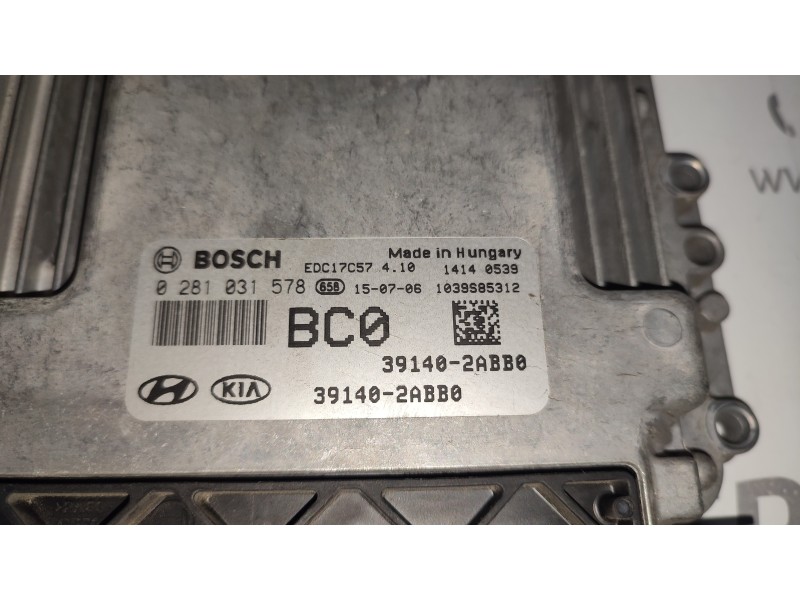 BOSCH
Made in Hungary
EDC17C57 4.10 1414 0539
0 281 031 578 658 15-07-06 1039S85312
BC0
39140-2ABB0
KIA 39140-2ABB0